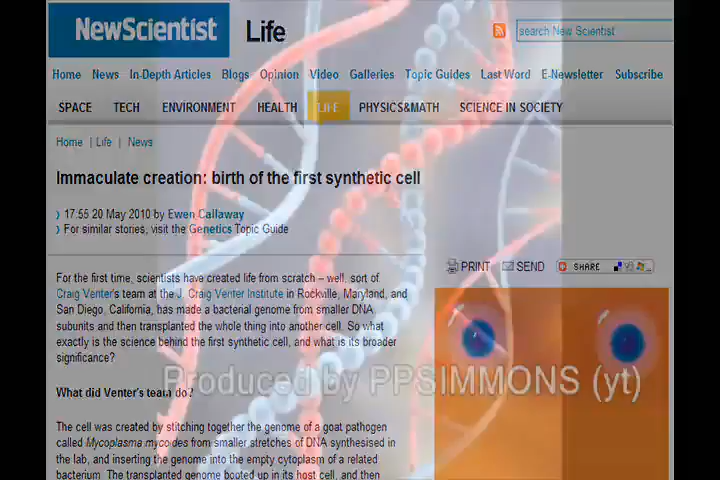 NewScientist Life
search New Scientist
Home News In-Depth Articles Blogs Opinion Video Galleries Topic Guides Last Word E-Newsletter Subscribe
SPACE TECH ENVIRONMENT HEALTH LIFE PHYSICS&MATH SCIENCE IN SOCIETY
Home | Life | News
Immaculate creation: birth of the first synthetic cell
17:55 20 May 2010 by Ewen Callaway
For similar stories, visit the Genetics Topic Guide
PRINT SEND SHARE
For the first time, scientists have created life from scratch – well, sort of.
Craig Venter's team at the J. Craig Venter Institute in Rockville, Maryland, and
San Diego, California, has made a bacterial genome from smaller DNA
subunits and then transplanted the whole thing into another cell. So what
exactly is the science behind the first synthetic cell, and what is its broader
significance?
Produced by PPSIMMONS (yt)
What did Venter's team do?
The cell was created by stitching together the genome of a goat pathogen
called Mycoplasma mycoides from smaller stretches of DNA synthesised in
the lab, and inserting the genome into the empty cytoplasm of a related
bacterium. The transplanted genome booted up in its host cell, and then